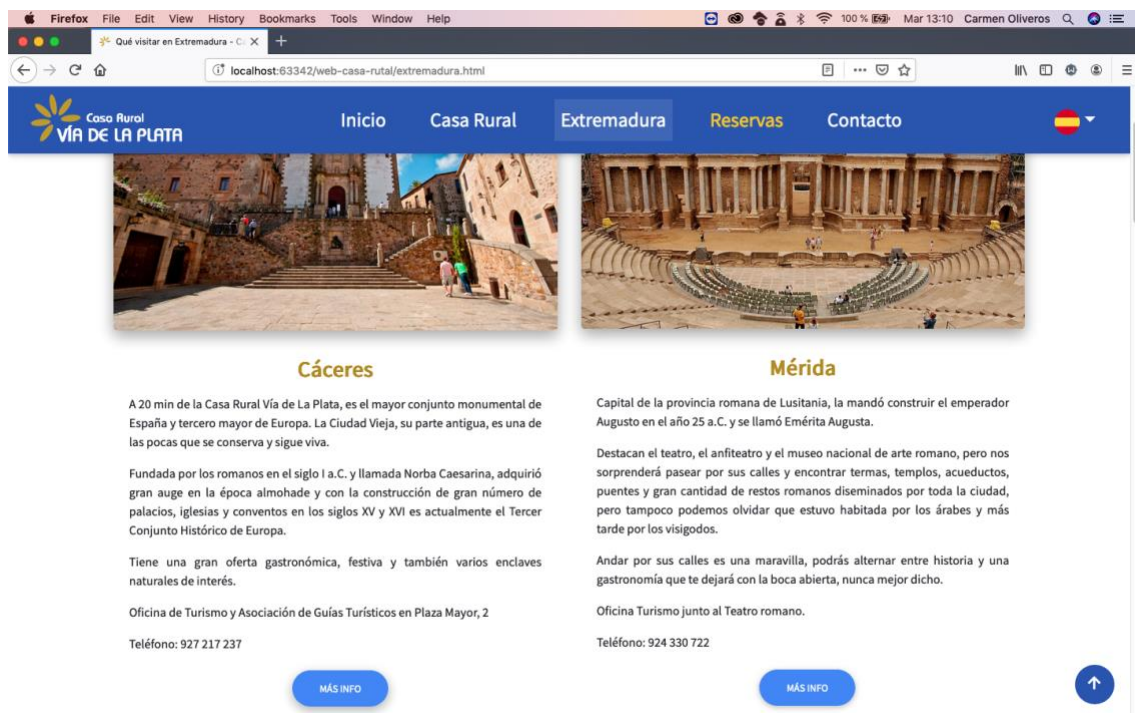 Firefox File Edit View History Bookmarks Tools Window Help 100 % Mar 13:10 Carmen Oliveros
Qué visitar en Extremadura - C
localhost:63342/web-casa-rutal/extremadura.html
Casa Rural
VÍA DE LA PLATA
Inicio Casa Rural Extremadura Reservas Contacto
Cáceres
A 20 min de la Casa Rural Vía de La Plata, es el mayor conjunto monumental de
España y tercero mayor de Europa. La Ciudad Vieja, su parte antigua, es una de
las pocas que se conserva y sigue viva.
Fundada por los romanos en el siglo I a.C. y llamada Norba Caesarina, adquirió
gran auge en la época almohade y con la construcción de gran número de
palacios, iglesias y conventos en los siglos XV y XVI es actualmente el Tercer
Conjunto Histórico de Europa.
Tiene una gran oferta gastronómica, festiva y también varios enclaves
naturales de interés.
Oficina de Turismo y Asociación de Guías Turísticos en Plaza Mayor, 2
Teléfono: 927 217 237
MÁS INFO
Mérida
Capital de la provincia romana de Lusitania, la mandó construir el emperador
Augusto en el año 25 a.C. y se llamó Emérita Augusta.
Destacan el teatro, el anfiteatro y el museo nacional de arte romano, pero nos
sorprenderá pasear por sus calles y encontrar termas, templos, acueductos,
puentes y gran cantidad de restos romanos diseminados por toda la ciudad,
pero tampoco podemos olvidar que estuvo habitada por los árabes y más
tarde por los visigodos.
Andar por sus calles es una maravilla, podrás alternar entre historia y una
gastronomía que te dejará con la boca abierta, nunca mejor dicho.
Oficina Turismo junto al Teatro romano.
Teléfono: 924 330 722
MÁS INFO